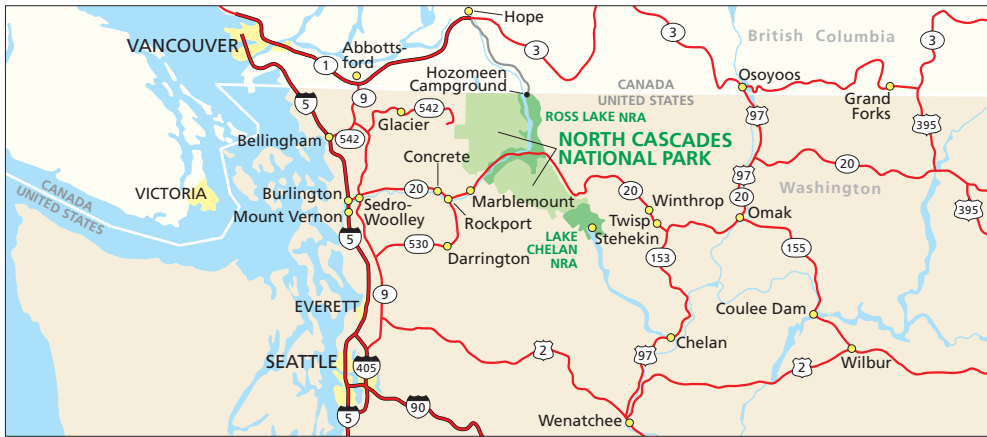 Hope
VANCOUVER
3
3
British Columbia
Abbotts-
ford
1
Hozomeen
Campground
CANADA
UNITED STATES
Osoyoos
Grand
Forks
9
5
542
Glacier
ROSS LAKE NRA
97
395
Bellingham
542
NORTH CASCADES
NATIONAL PARK
Concrete
20
97
Washington
CANADA
UNITED STATES
VICTORIA
Burlington
Mount Vernon
Sedro-
Woolley
20
Marblemount
Rockport
20
Winthrop
Twisp
20
Omak
395
5
530
Darrington
LAKE
CHELAN
NRA
Stehekin
153
155
9
EVERETT
Coulee Dam
SEATTLE
405
2
97
Chelan
2
Wilbur
5
90
Wenatchee